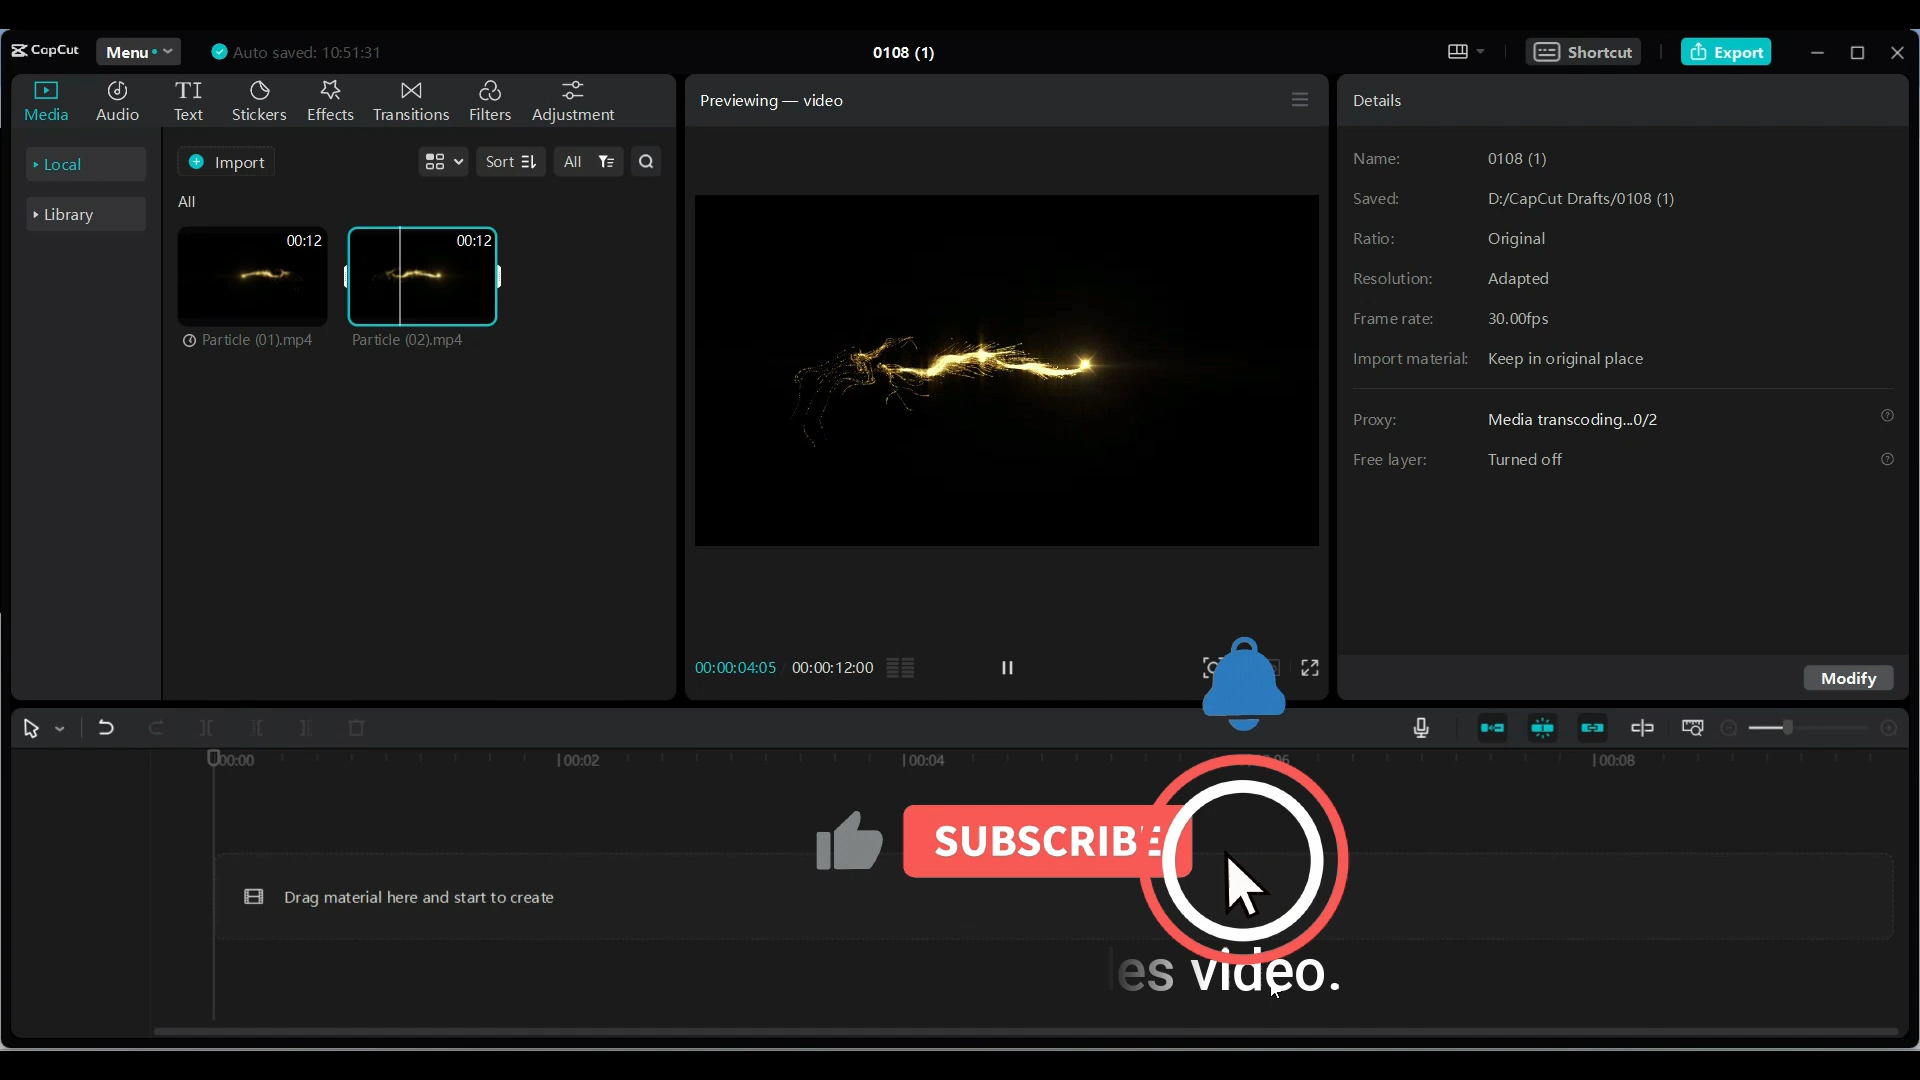 CapCut
Menu
Auto saved: 10:51:31
0108 (1)
Shortcut
Export
Media
Audio
Text
Stickers
Effects
Transitions
Filters
Adjustment
Local
Library
Import
Sort
All
All
00:12
00:12
Particle (01).mp4
Particle (02).mp4
Previewing — video
00:00:04:05
00:00:12:00
Details
Name: 0108 (1)
Saved: D:/CapCut Drafts/0108 (1)
Ratio: Original
Resolution: Adapted
Frame rate: 30.00fps
Import material: Keep in original place
Proxy: Media transcoding...0/2
Free layer: Turned off
Modify
00:00
00:02
00:04
00:08
SUBSCRIBE
Drag material here and start to create
es video.